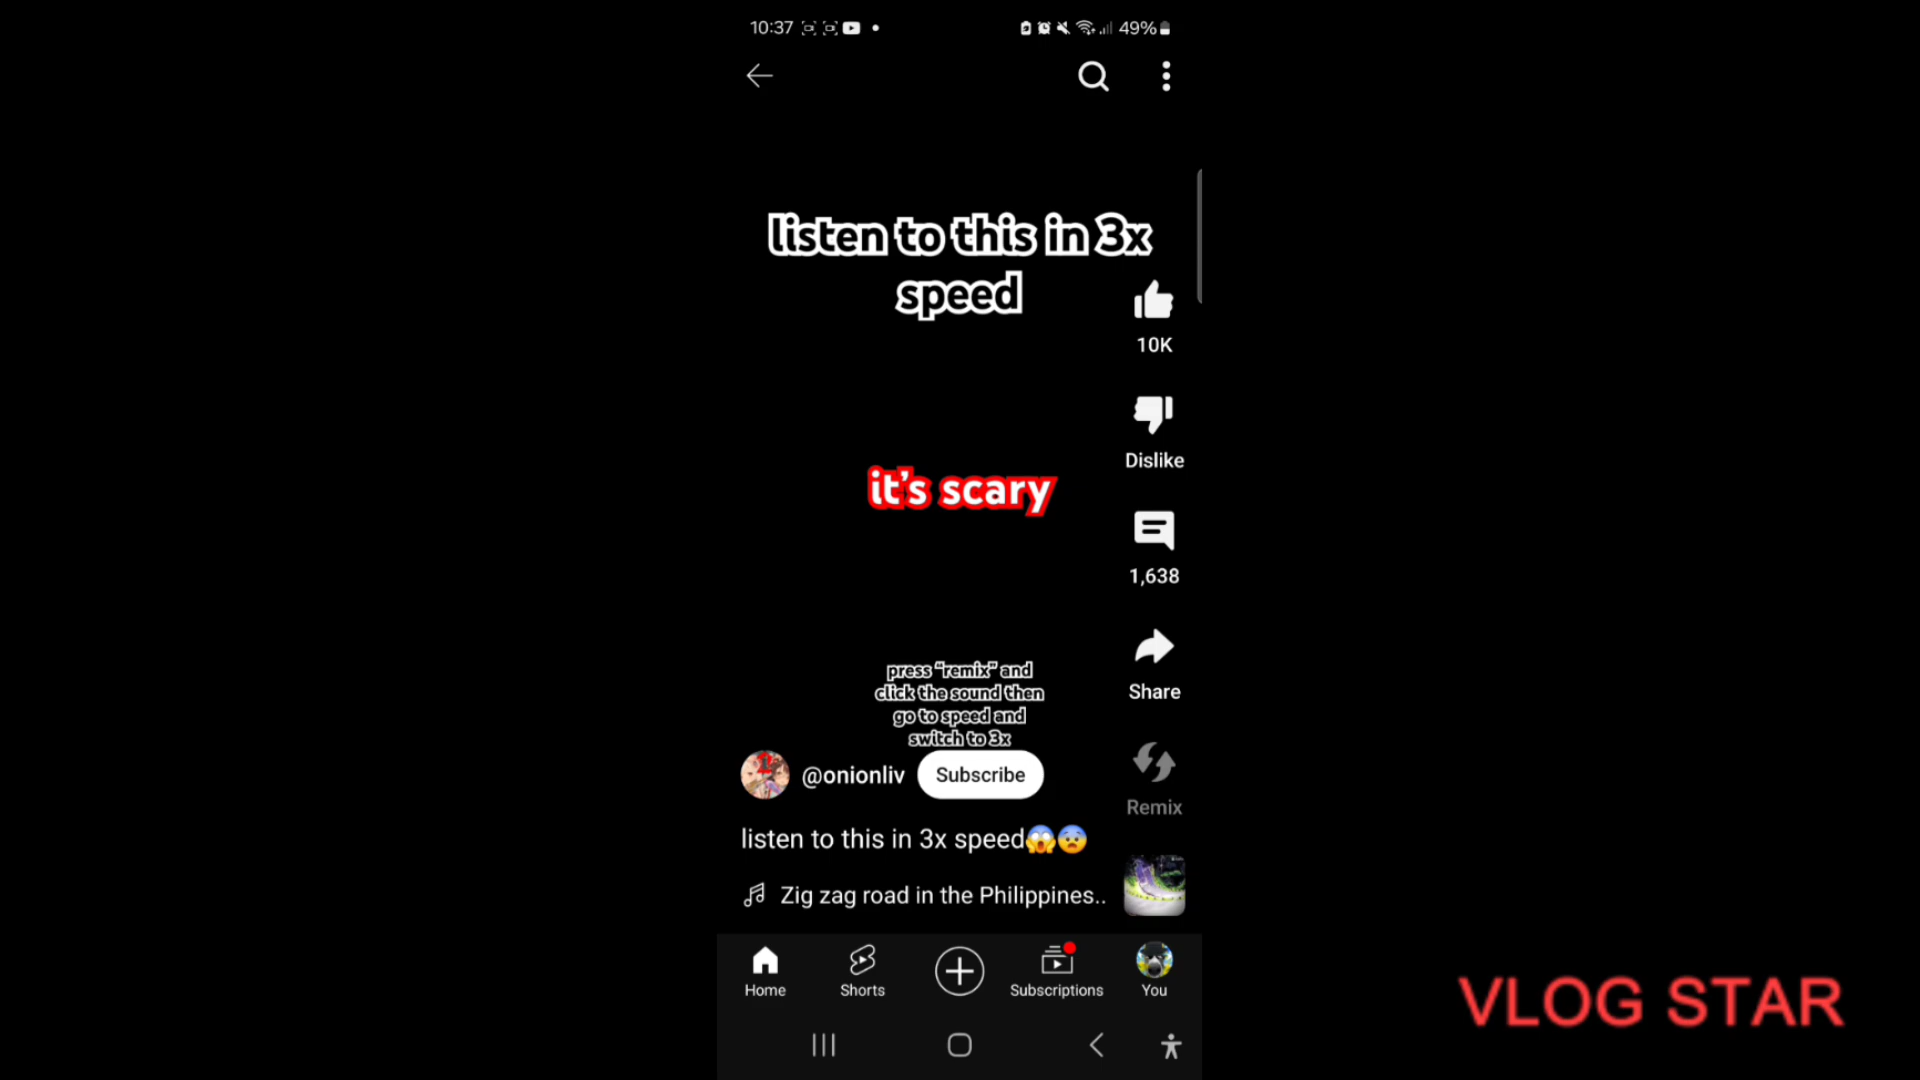 10:37
49%
listen to this in 3x
speed
10K
Dislike
it's scary
1,638
Share
press “remix” and
click the sound then
go to speed and
switch to 3x
@onionliv
Subscribe
Remix
listen to this in 3x speed😱😨
Zig zag road in the Philippines..
Home
Shorts
Subscriptions
You
VLOG STAR